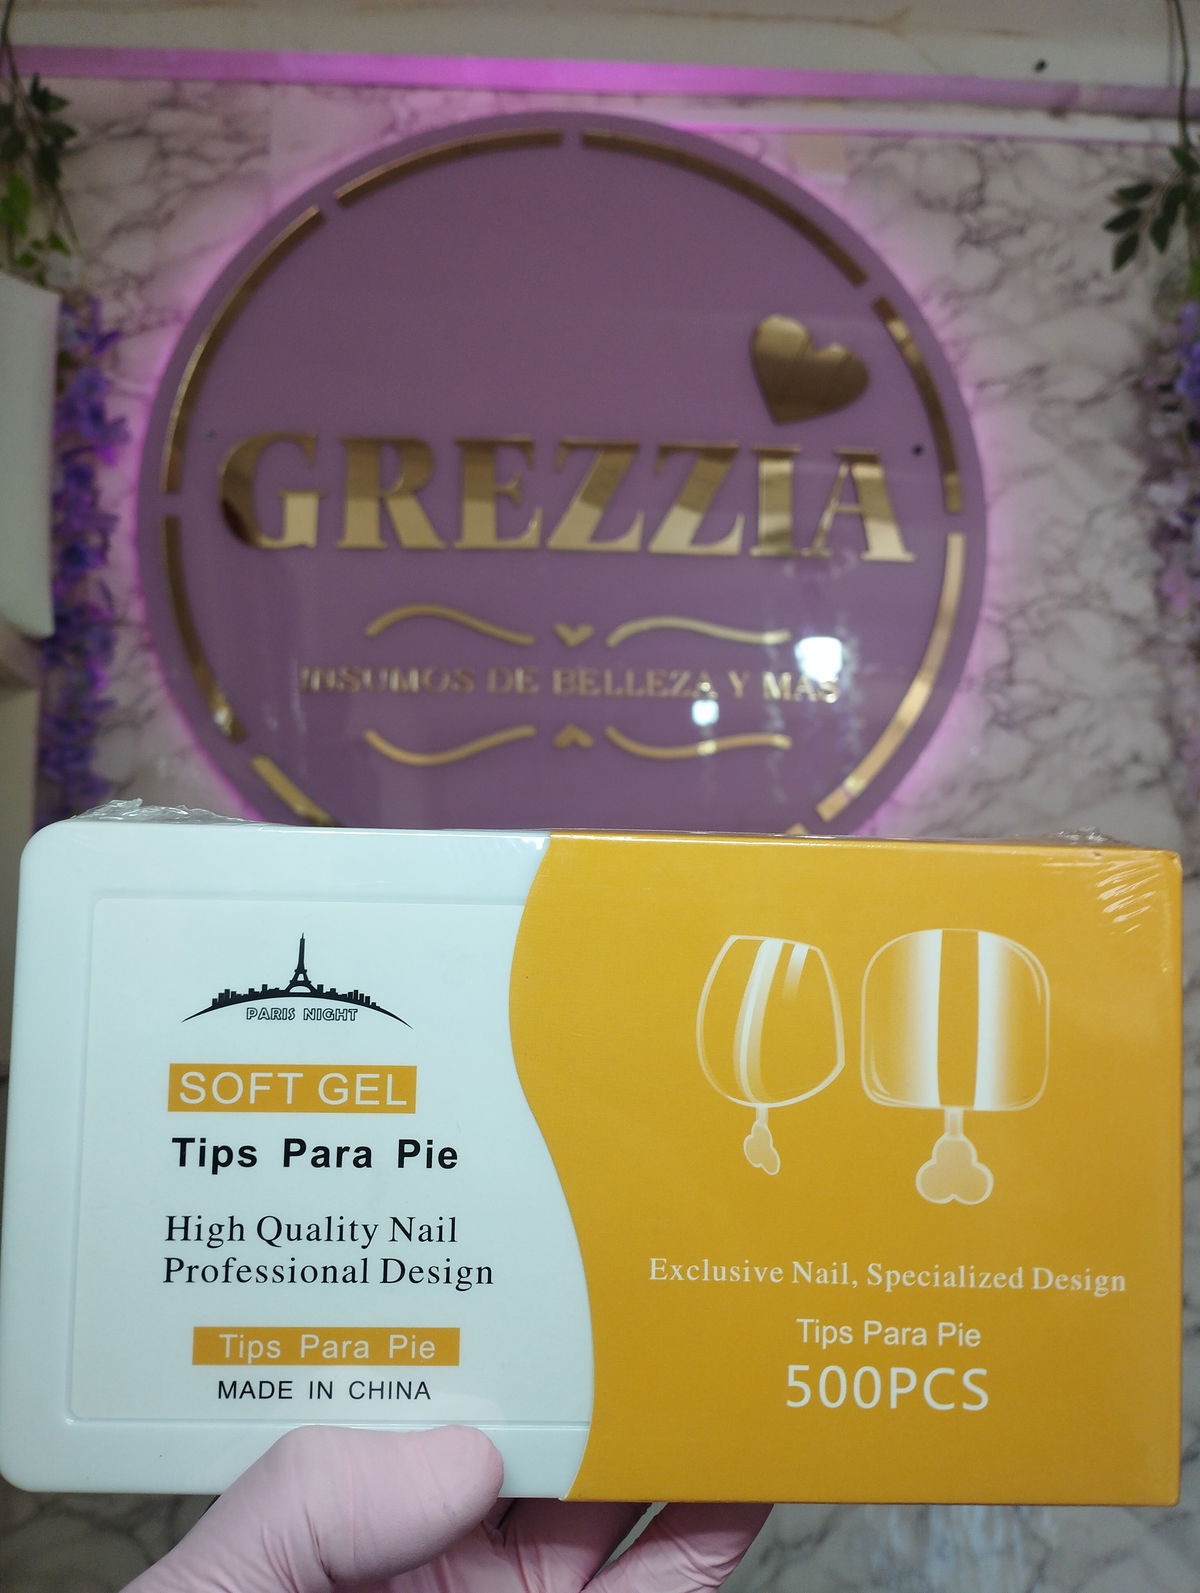 GREZZIA
INSUMOS DE BELLEZA Y MAS
PARIS NIGHT
SOFT GEL
Tips Para Pie
High Quality Nail
Professional Design
Tips Para Pie
MADE IN CHINA
Exclusive Nail, Specialized Design
Tips Para Pie
500PCS